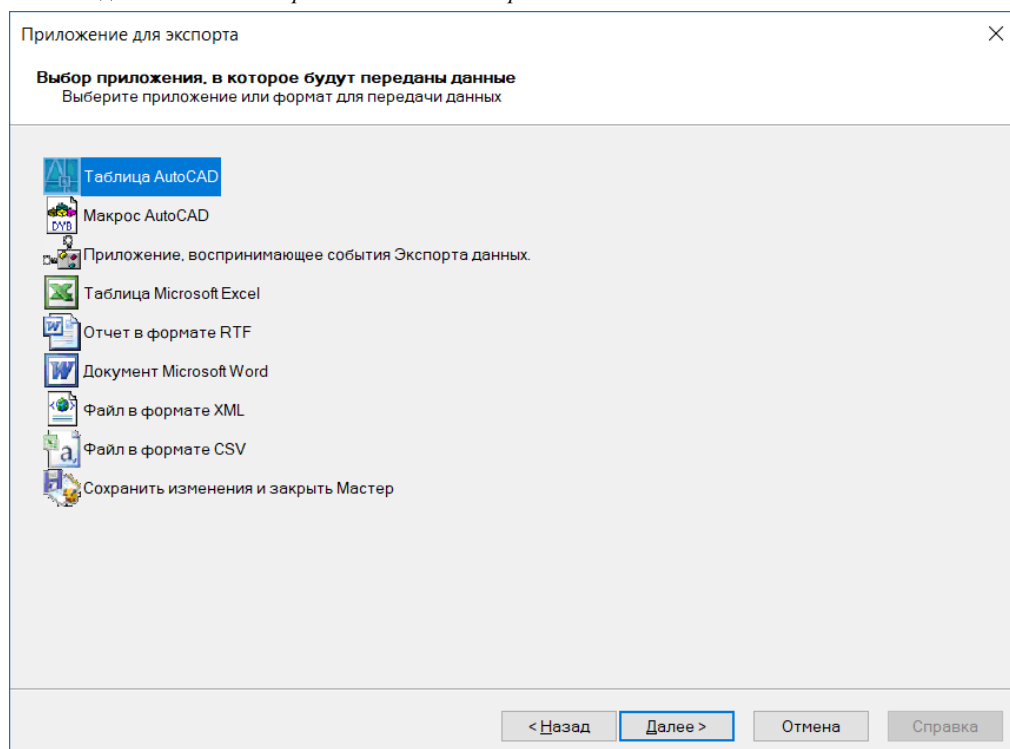 Приложение для экспорта
Выбор приложения, в которое будут переданы данные
Выберите приложение или формат для передачи данных
Таблица AutoCAD
DVB
Макрос AutoCAD
Приложение, воспринимающее события Экспорта данных.
Таблица Microsoft Excel
Отчет в формате RTF
Документ Microsoft Word
Файл в формате XML
a,
Файл в формате CSV
Сохранить изменения и закрыть Мастер
< Назад
Далее >
Отмена
Справка